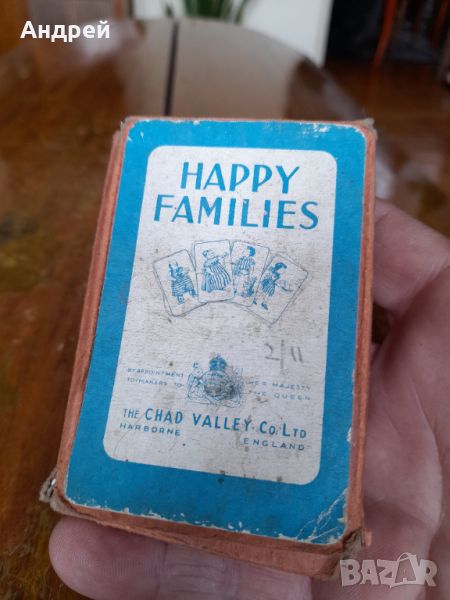 Андрей
HAPPY
FAMILIES
2/11
BY APPOINTMENT HER MAJESTY
TOYMAKERS TO THE QUEEN
THE CHAD VALLEY CO. LTD
HARBORNE ENGLAND
BAZAR